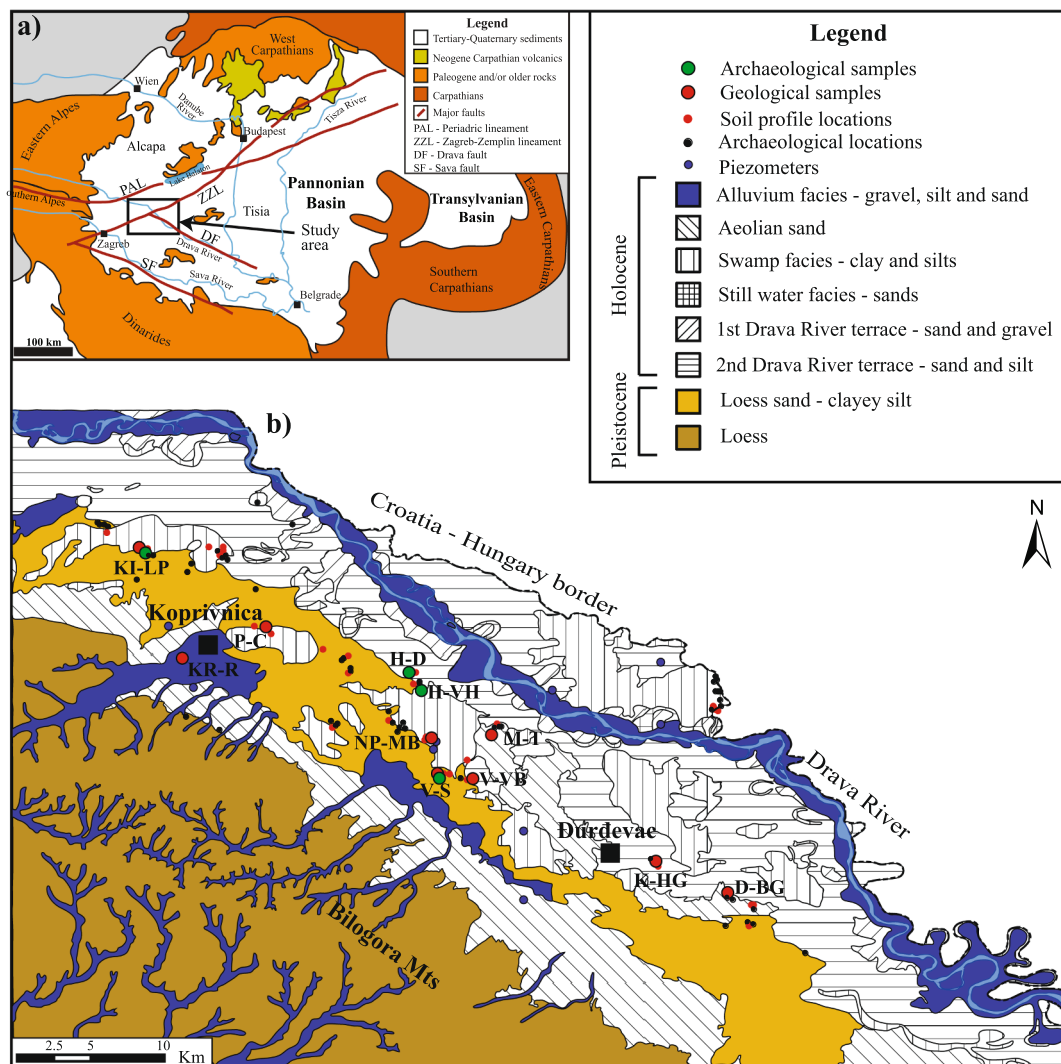 a)
Legend
Tertiary-Quaternary sediments
Neogene Carpathian volcanics
Paleogene and/or older rocks
Carpathians
Major faults
PAL - Periadric lineament
ZZL - Zagreb-Zemplin lineament
DF - Drava fault
SF - Sava fault
West
Carpathians
Wien
Danube
River
Tisza River
Budapest
Eastern Alps
Alcapa
Lake Balaton
PAL
ZZL
Pannonian
Basin
Transylvanian
Basin
Eastern Carpathians
outhern Alps
Tisia
Study
area
Zagreb
DF
Drava River
SF
Sava River
Southern
Carpathians
Belgrade
Dinarides
100 km
Legend
Archaeological samples
Geological samples
Soil profile locations
Archaeological locations
Piezometers
Holocene
Alluvium facies - gravel, silt and sand
Aeolian sand
Swamp facies - clay and silts
Still water facies - sands
1st Drava River terrace - sand and gravel
2nd Drava River terrace - sand and silt
Pleistocene
Loess sand - clayey silt
Loess
b)
N
Croatia - Hungary border
KI-LP
Koprivnica
P-C
KR-R
H-D
H-VH
NP-MB
M-T
V-S
V-VB
Drava River
Đurđevac
K-HG
D-BG
Bilogora Mts
2.5 5 10
Km